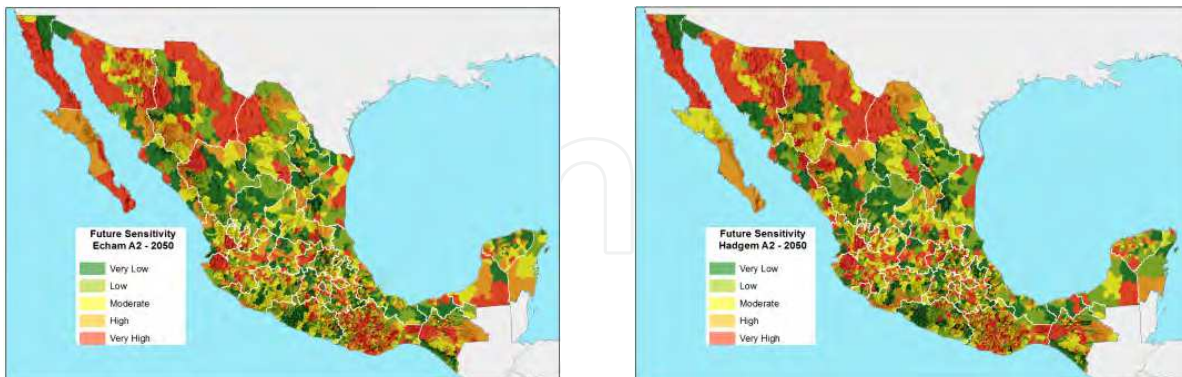 Future Sensitivity
Echam A2 - 2050
Very Low
Low
Moderate
High
Very High
Future Sensitivity
Hadgem A2 - 2050
Very Low
Low
Moderate
High
Very High